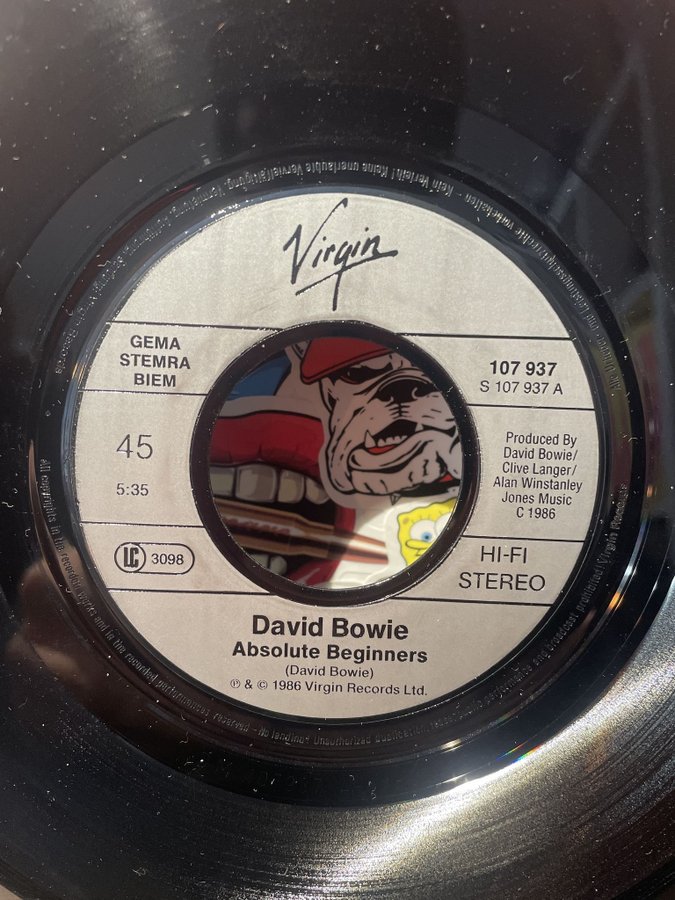 Virgin
GEMA
STEMRA
BIEM
107 937
S 107 937 A
45
5:35
Produced By
David Bowie/
Clive Langer/
Alan Winstanley
Jones Music
C 1986
LC 3098
HI-FI
STEREO
David Bowie
Absolute Beginners
(David Bowie)
℗ & © 1986 Virgin Records Ltd.